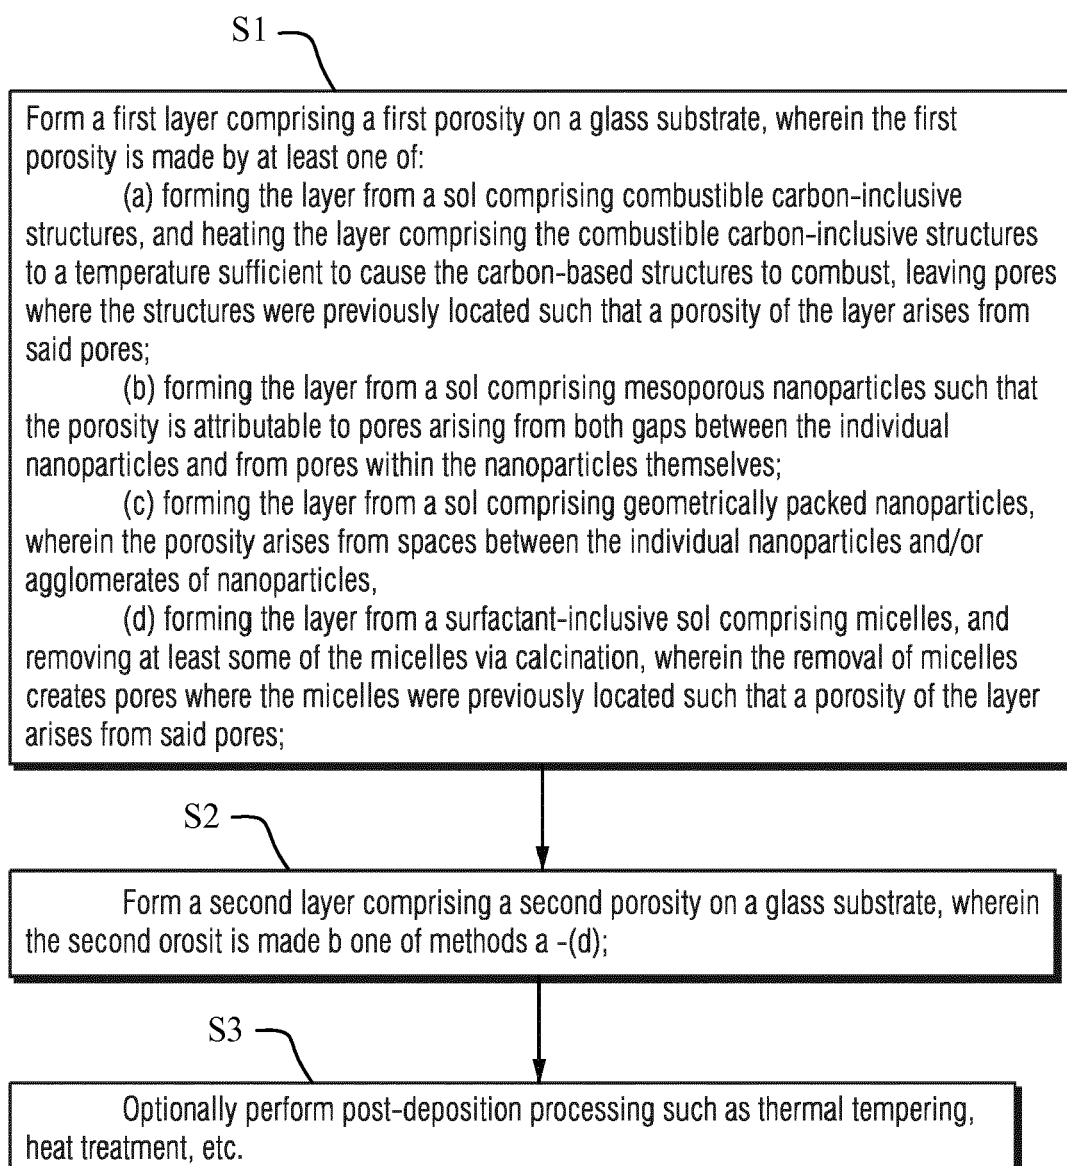 S1
Form a first layer comprising a first porosity on a glass substrate, wherein the first
porosity is made by at least one of:
(a) forming the layer from a sol comprising combustible carbon-inclusive
structures, and heating the layer comprising the combustible carbon-inclusive structures
to a temperature sufficient to cause the carbon-based structures to combust, leaving pores
where the structures were previously located such that a porosity of the layer arises from
said pores;
(b) forming the layer from a sol comprising mesoporous nanoparticles such that
the porosity is attributable to pores arising from both gaps between the individual
nanoparticles and from pores within the nanoparticles themselves;
(c) forming the layer from a sol comprising geometrically packed nanoparticles,
wherein the porosity arises from spaces between the individual nanoparticles and/or
agglomerates of nanoparticles,
(d) forming the layer from a surfactant-inclusive sol comprising micelles, and
removing at least some of the micelles via calcination, wherein the removal of micelles
creates pores where the micelles were previously located such that a porosity of the layer
arises from said pores;
S2
Form a second layer comprising a second porosity on a glass substrate, wherein
the second orosit is made b one of methods a -(d);
S3
Optionally perform post-deposition processing such as thermal tempering,
heat treatment, etc.